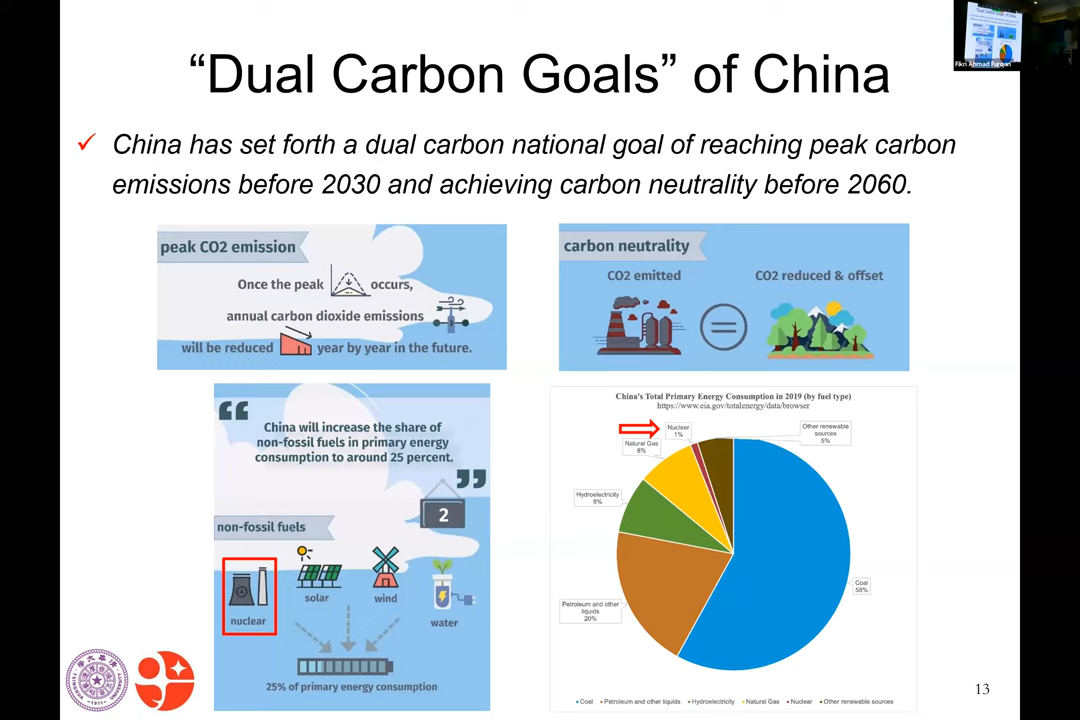 “Dual Carbon Goals” of China
✓ China has set forth a dual carbon national goal of reaching peak carbon
emissions before 2030 and achieving carbon neutrality before 2060.
peak CO2 emission
Once the peak occurs,
annual carbon dioxide emissions
will be reduced year by year in the future.
carbon neutrality
CO2 emitted
CO2 reduced & offset
“
China will increase the share of
non-fossil fuels in primary energy
consumption to around 25 percent.
”
2
non-fossil fuels
nuclear
solar
wind
water
25% of primary energy consumption
China's Total Primary Energy Consumption in 2019 (by fuel type)
https://www.eia.gov/totalenergy/data/browser
Nuclear
1%
Other renewable
sources
5%
Natural Gas
8%
Hydroelectricity
8%
Coal
58%
Petroleum and other
liquids
20%
Coal Petroleum and other liquids Hydroelectricity Natural Gas Nuclear Other renewable sources
1911
13
Fikri Ahmad Furqan